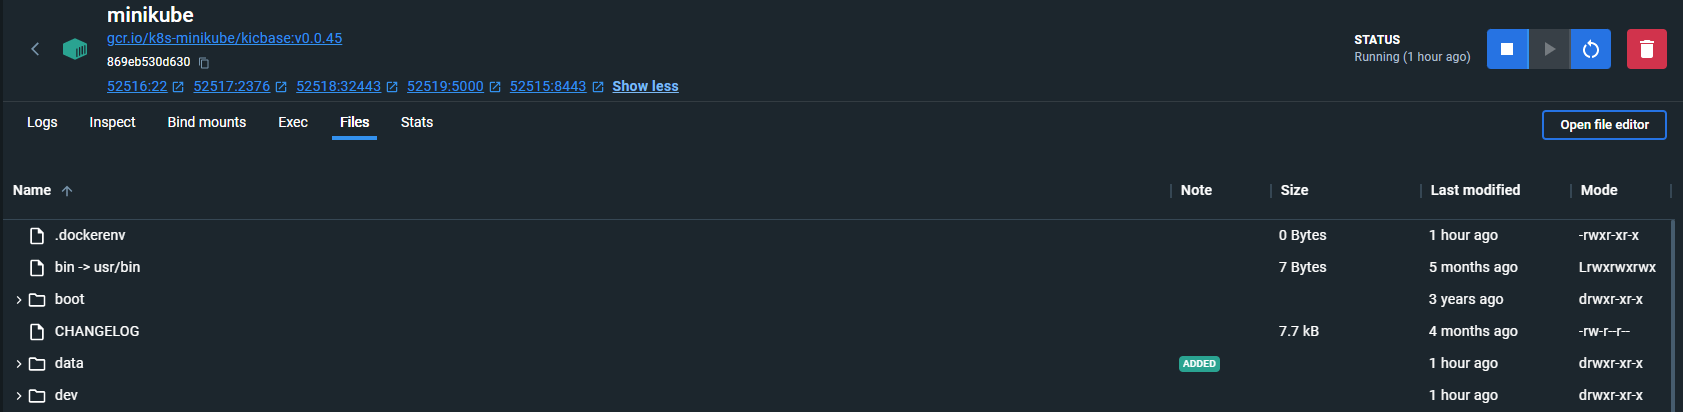 minikube
gcr.io/k8s-minikube/kicbase:v0.0.45
869eb530d630
52516:22 52517:2376 52518:32443 52519:5000 52515:8443 Show less
STATUS
Running (1 hour ago)
Logs Inspect Bind mounts Exec Files Stats Open file editor
Name Note Size Last modified Mode
.dockerenv 0 Bytes 1 hour ago -rwxr-xr-x
bin -> usr/bin 7 Bytes 5 months ago Lrwxrwxrwx
boot 3 years ago drwxr-xr-x
CHANGELOG 7.7 kB 4 months ago -rw-r--r--
data ADDED 1 hour ago drwxr-xr-x
dev 1 hour ago drwxr-xr-x